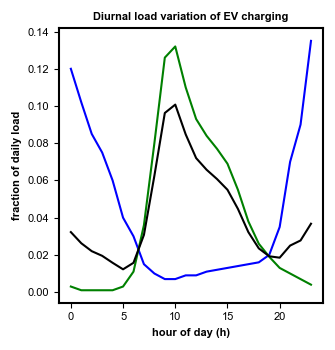 Diurnal load variation of EV charging
fraction of daily load
0.14
0.12
0.10
0.08
0.06
0.04
0.02
0.00
0 5 10 15 20
hour of day (h)